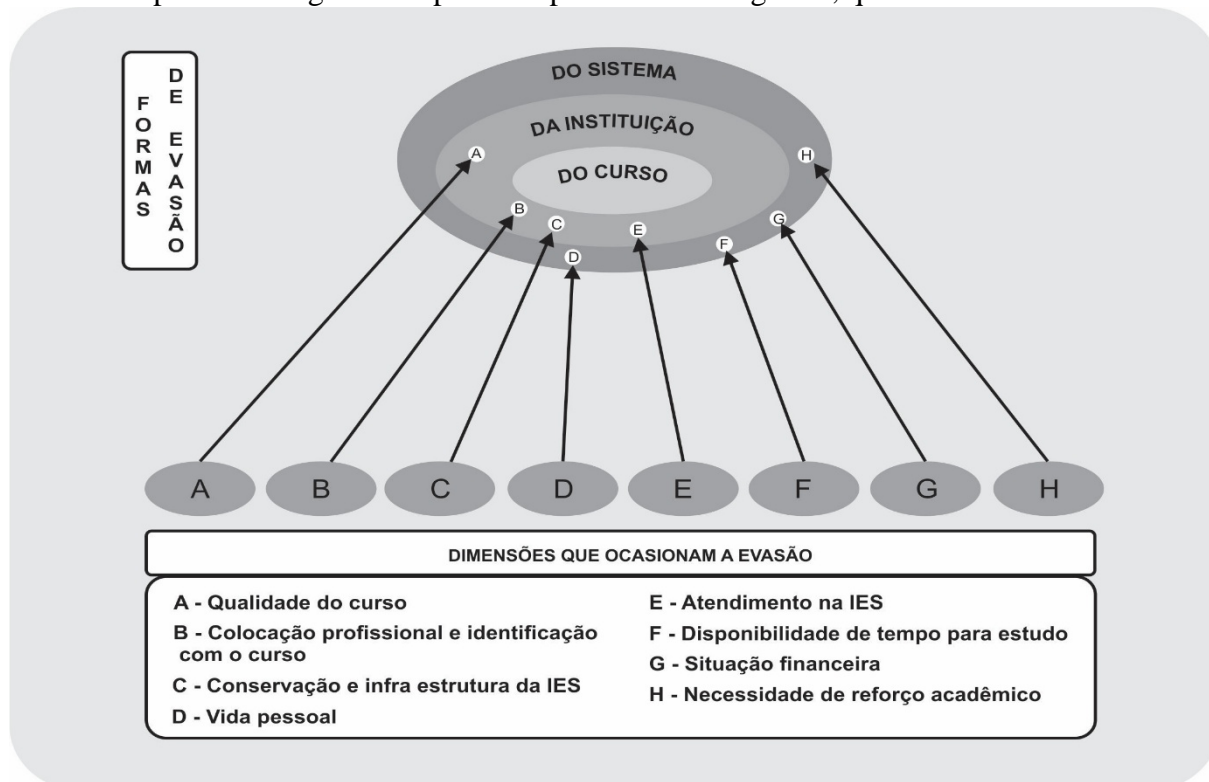 FORMAS
DE EVASÃO
DO SISTEMA
DA INSTITUIÇÃO
DO CURSO
A
H
B
C
E
G
F
D
A B C D E F G H
DIMENSÕES QUE OCASIONAM A EVASÃO
A - Qualidade do curso
B - Colocação profissional e identificação
com o curso
C - Conservação e infra estrutura da IES
D - Vida pessoal
E - Atendimento na IES
F - Disponibilidade de tempo para estudo
G - Situação financeira
H - Necessidade de reforço acadêmico